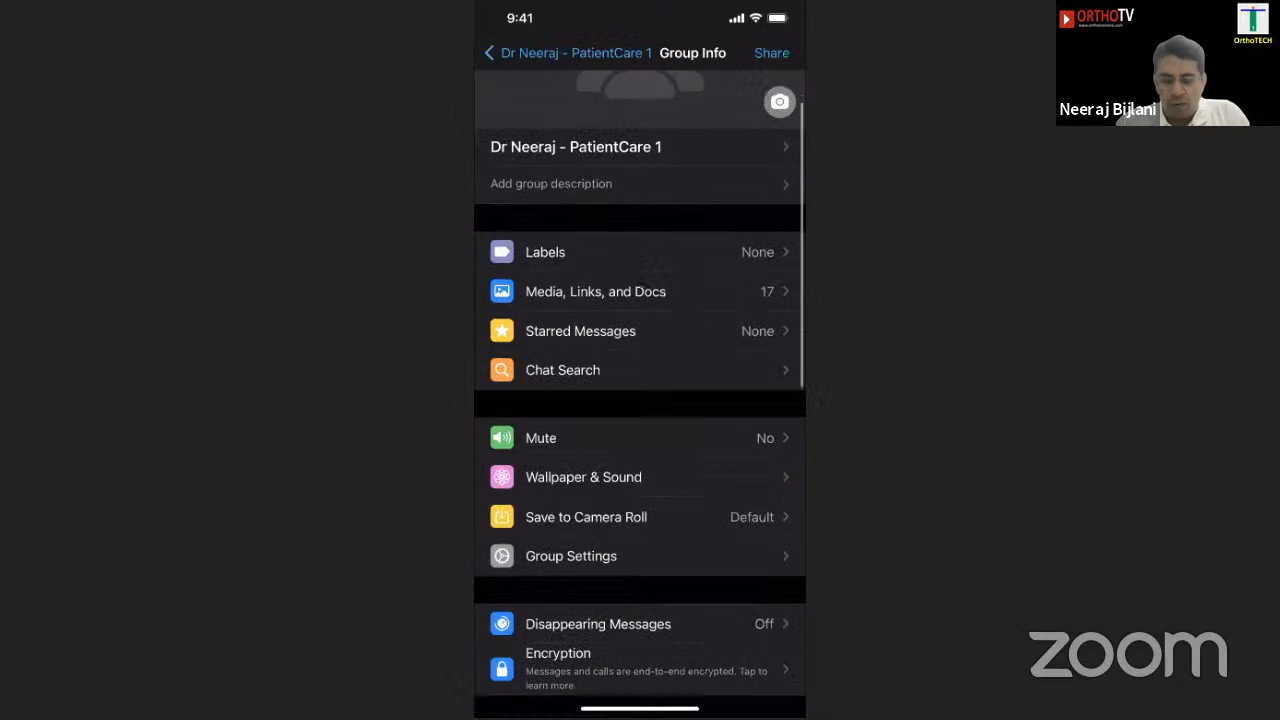 9:41
Dr Neeraj - PatientCare 1 Group Info Share
Dr Neeraj - PatientCare 1
Add group description
Labels None
Media, Links, and Docs 17
Starred Messages None
Chat Search
Mute No
Wallpaper & Sound
Save to Camera Roll Default
Group Settings
Disappearing Messages Off
Encryption
Messages and calls are end-to-end encrypted. Tap to
learn more.
ORTHOTV
www.orthotvonline.com
OrthoTECH
Neeraj Bijlani
zoom